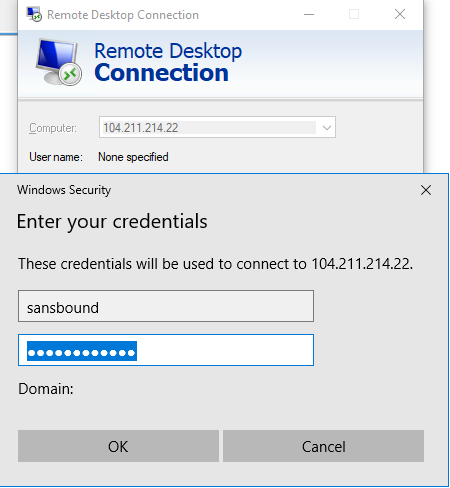 Remote Desktop Connection
Remote Desktop
Connection
Computer:
104.211.214.22
User name:
None specified
Windows Security
Enter your credentials
These credentials will be used to connect to 104.211.214.22.
sansbound
●●●●●●●●●●●●
Domain:
OK
Cancel